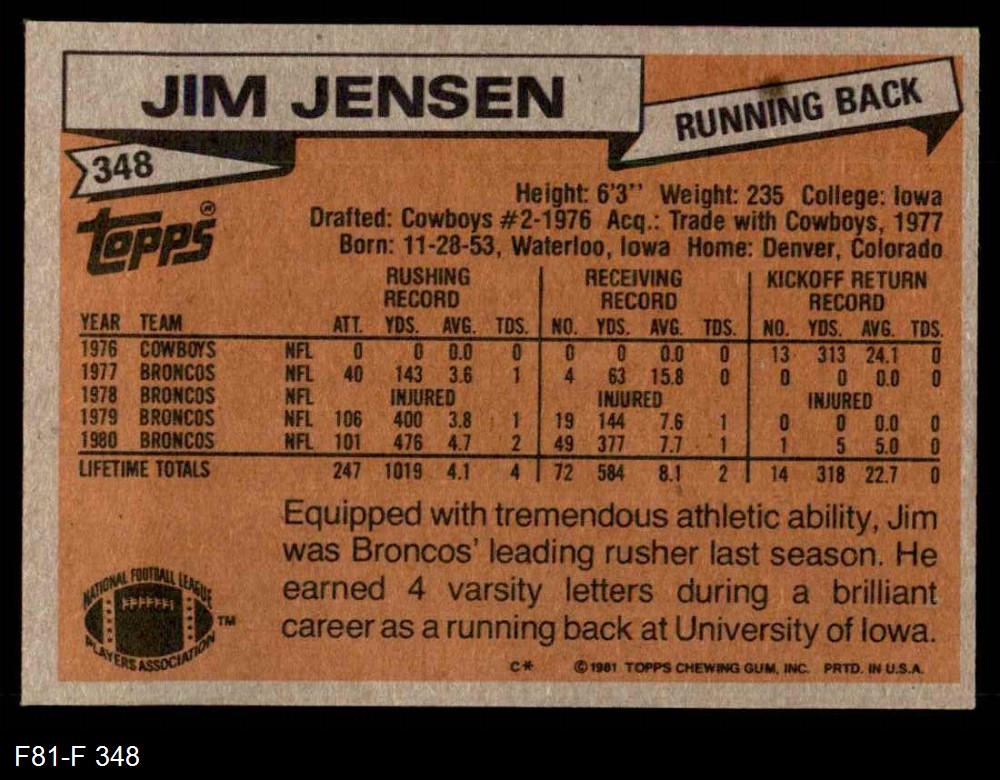 JIM JENSEN
RUNNING BACK
348
Topps®
Height: 6'3'' Weight: 235 College: Iowa
Drafted: Cowboys #2-1976 Acq.: Trade with Cowboys, 1977
Born: 11-28-53, Waterloo, Iowa Home: Denver, Colorado
RUSHING RECEIVING KICKOFF RETURN
RECORD RECORD RECORD
YEAR TEAM ATT. YDS. AVG. TDS. NO. YDS. AVG. TDS. NO. YDS. AVG. TDS.
1976 COWBOYS NFL 0 0 0.0 0 0 0 0.0 0 13 313 24.1 0
1977 BRONCOS NFL 40 143 3.6 1 4 63 15.8 0 0 0 0.0 0
1978 BRONCOS NFL INJURED INJURED INJURED
1979 BRONCOS NFL 106 400 3.8 1 19 144 7.6 1 0 0 0.0 0
1980 BRONCOS NFL 101 476 4.7 2 49 377 7.7 1 1 5 5.0 0
LIFETIME TOTALS 247 1019 4.1 4 72 584 8.1 2 14 318 22.7 0
Equipped with tremendous athletic ability, Jim
was Broncos' leading rusher last season. He
earned 4 varsity letters during a brilliant
career as a running back at University of Iowa.
NATIONAL FOOTBALL LEAGUE
PLAYERS ASSOCIATION
TM
C* ©1981 TOPPS CHEWING GUM, INC. PRTD. IN U.S.A.
F81-F 348